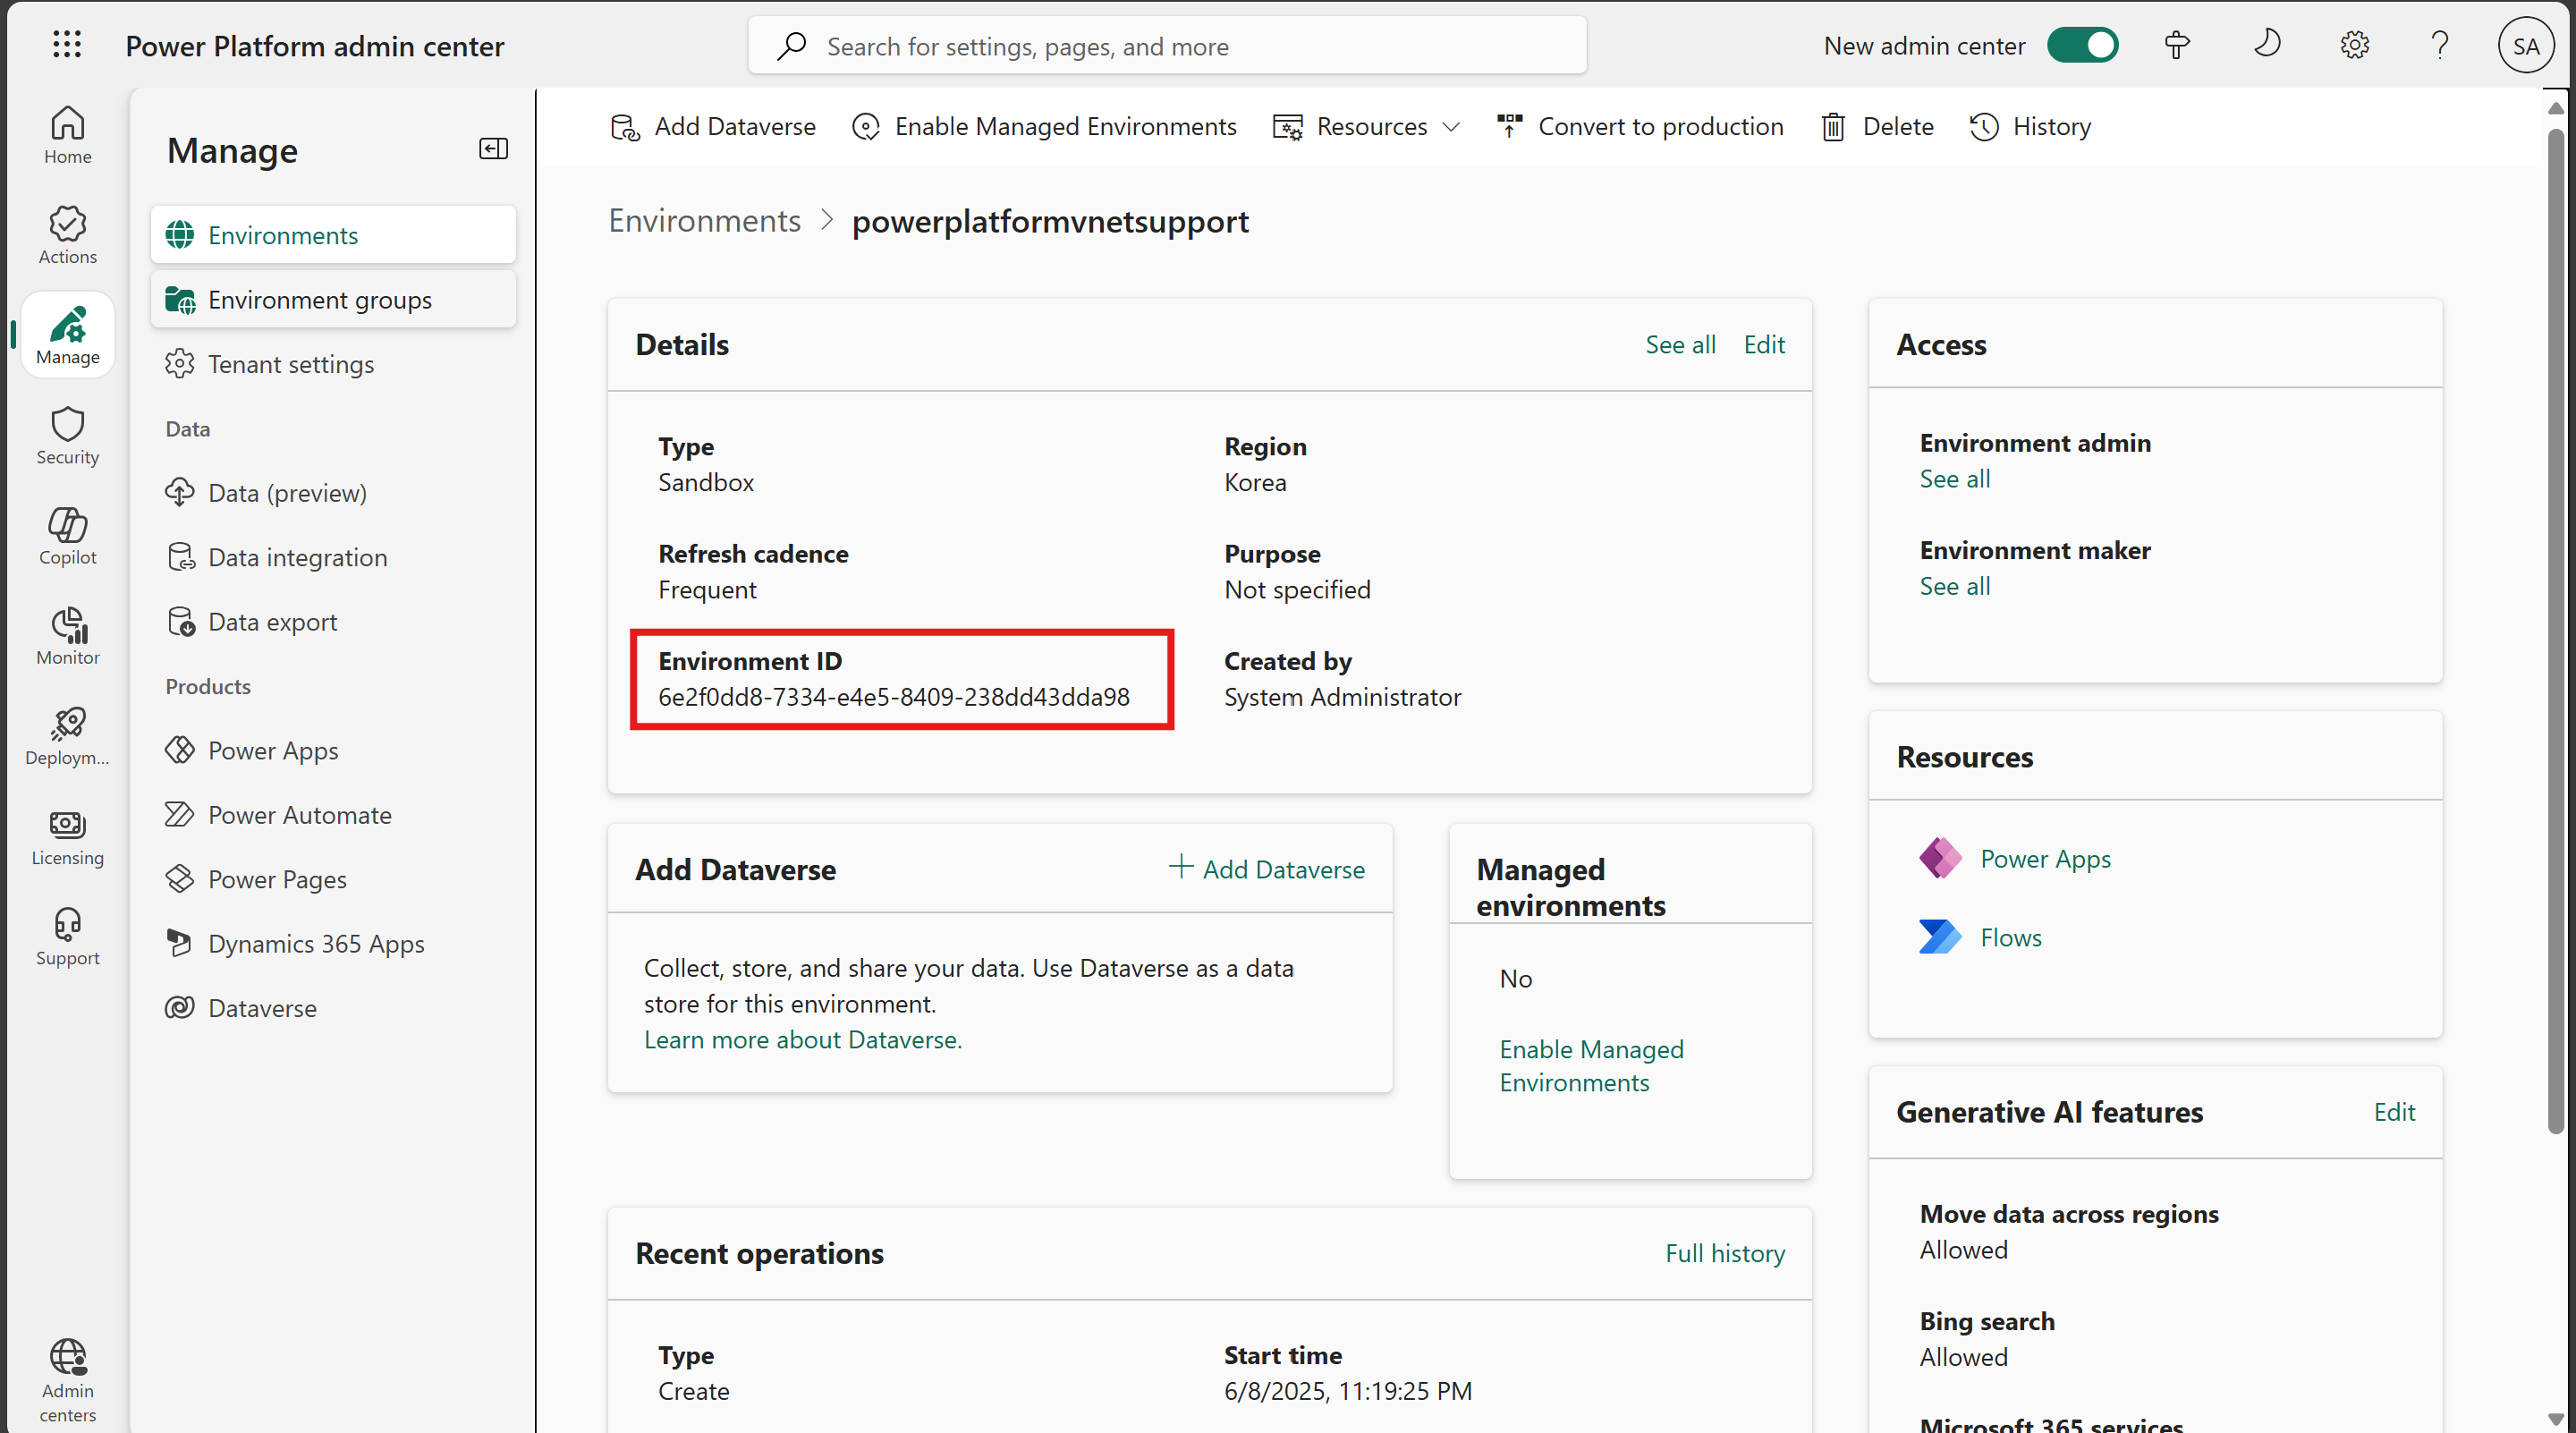 Power Platform admin center
Search for settings, pages, and more
New admin center
SA
Home
Actions
Manage
Security
Copilot
Monitor
Deploym...
Licensing
Support
Admin
centers
Manage
Environments
Environment groups
Tenant settings
Data
Data (preview)
Data integration
Data export
Products
Power Apps
Power Automate
Power Pages
Dynamics 365 Apps
Dataverse
Add Dataverse
Enable Managed Environments
Resources
Convert to production
Delete
History
Environments > powerplatformvnetsupport
Details
See all
Edit
Type
Sandbox
Region
Korea
Refresh cadence
Frequent
Purpose
Not specified
Environment ID
6e2f0dd8-7334-e4e5-8409-238dd43dda98
Created by
System Administrator
Add Dataverse
Add Dataverse
Collect, store, and share your data. Use Dataverse as a data
store for this environment.
Learn more about Dataverse.
Managed
environments
No
Enable Managed
Environments
Recent operations
Full history
Type
Create
Start time
6/8/2025, 11:19:25 PM
Access
Environment admin
See all
Environment maker
See all
Resources
Power Apps
Flows
Generative AI features
Edit
Move data across regions
Allowed
Bing search
Allowed
Microsoft 365 services